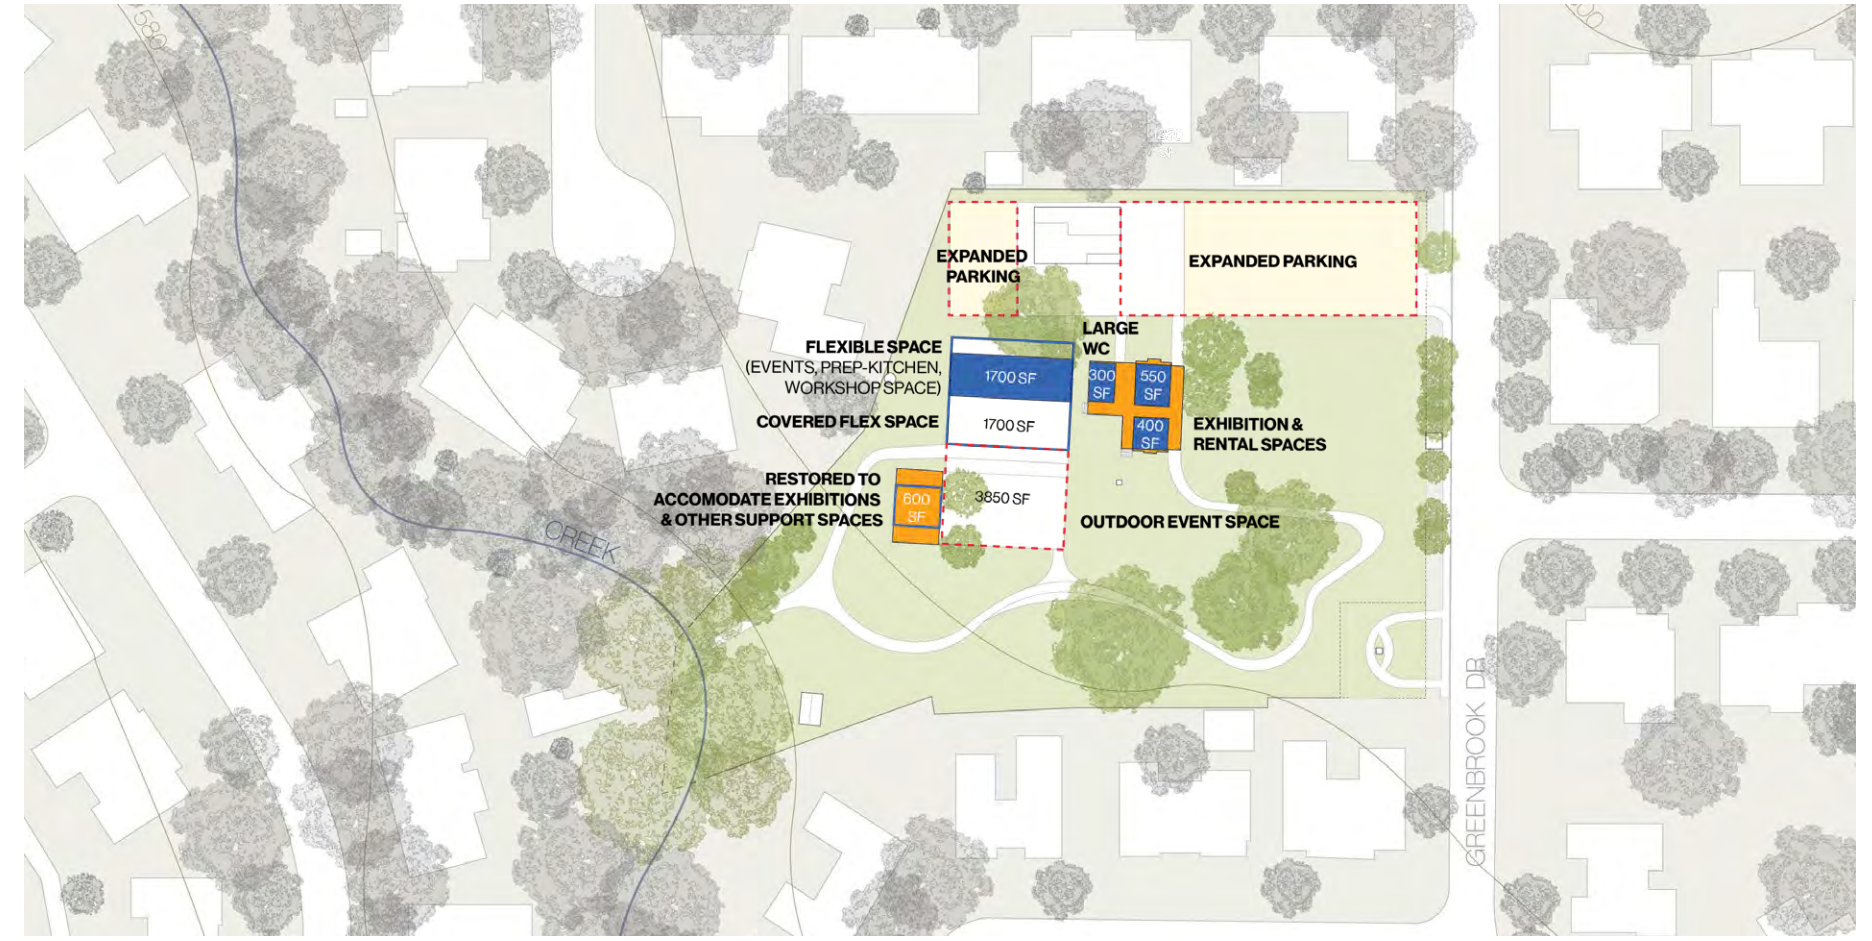 580
EXPANDED
PARKING
EXPANDED PARKING
LARGE
WC
FLEXIBLE SPACE
(EVENTS, PREP-KITCHEN,
WORKSHOP SPACE)
1700 SF
300
SF
550
SF
COVERED FLEX SPACE
1700 SF
400
SF
EXHIBITION &
RENTAL SPACES
RESTORED TO
ACCOMODATE EXHIBITIONS
& OTHER SUPPORT SPACES
600
SF
3850 SF
OUTDOOR EVENT SPACE
CREEK
GREENBROOK DR